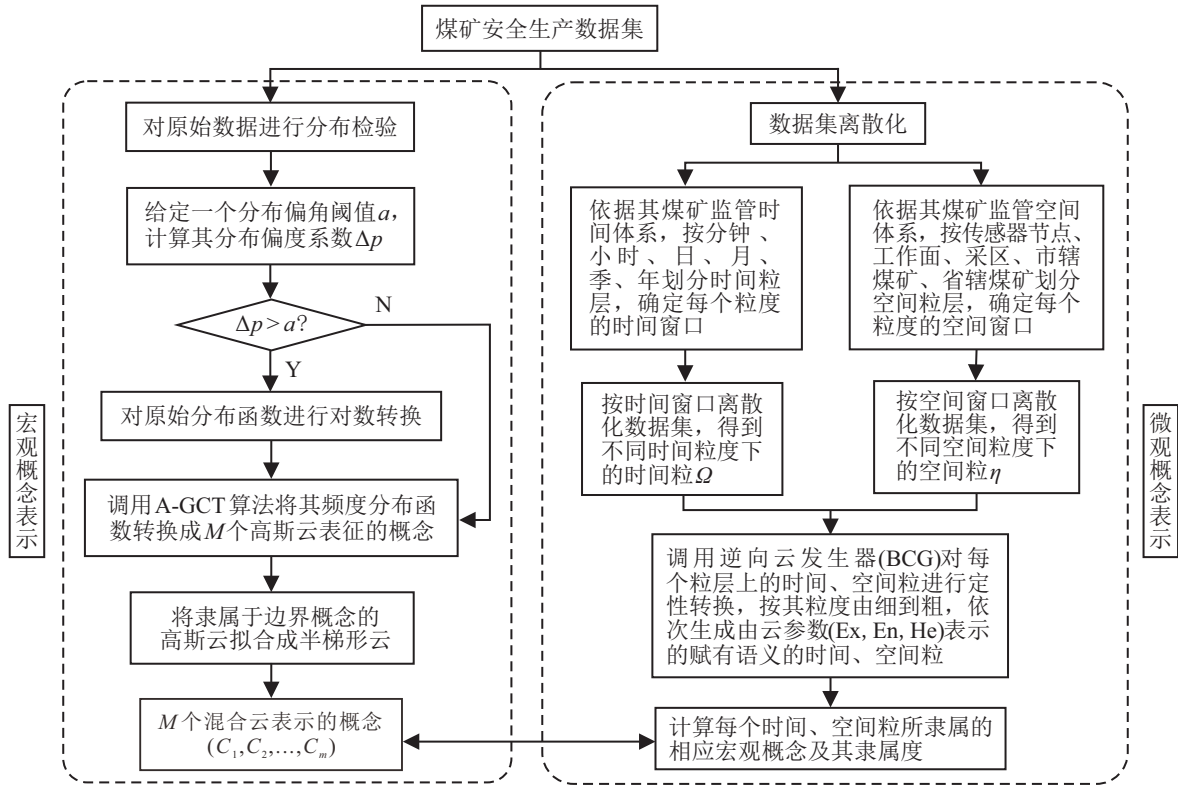 煤矿安全生产数据集
对原始数据进行分布检验
给定一个分布偏角阈值a，
计算其分布偏度系数Δp
Δp > a?
N
Y
对原始分布函数进行对数转换
调用A-GCT算法将其频度分布函
数转换成M个高斯云表征的概念
将隶属于边界概念的
高斯云拟合成半梯形云
M个混合云表示的概念
(C₁,C₂,…,Cₘ)
宏观概念表示
数据集离散化
依据其煤矿监管时
间体系，按分钟、
小时、日、月、
季、年划分时间粒
层，确定每个粒度
的时间窗口
依据其煤矿监管空间
体系，按传感器节点、
工作面、采区、市辖
煤矿、省辖煤矿划分
空间粒层，确定每个
粒度的空间窗口
按时间窗口离散
化数据集，得到
不同时间粒度下
的时间粒Ω
按空间窗口离散
化数据集，得到
不同空间粒度下
的空间粒η
调用逆向云发生器(BCG)对每
个粒层上的时间、空间粒进行定
性转换，按其粒度由细到粗，依
次生成由云参数(Ex, En, He)表示
的赋有语义的时间、空间粒
计算每个时间、空间粒所隶属的
相应宏观概念及其隶属度
微观概念表示